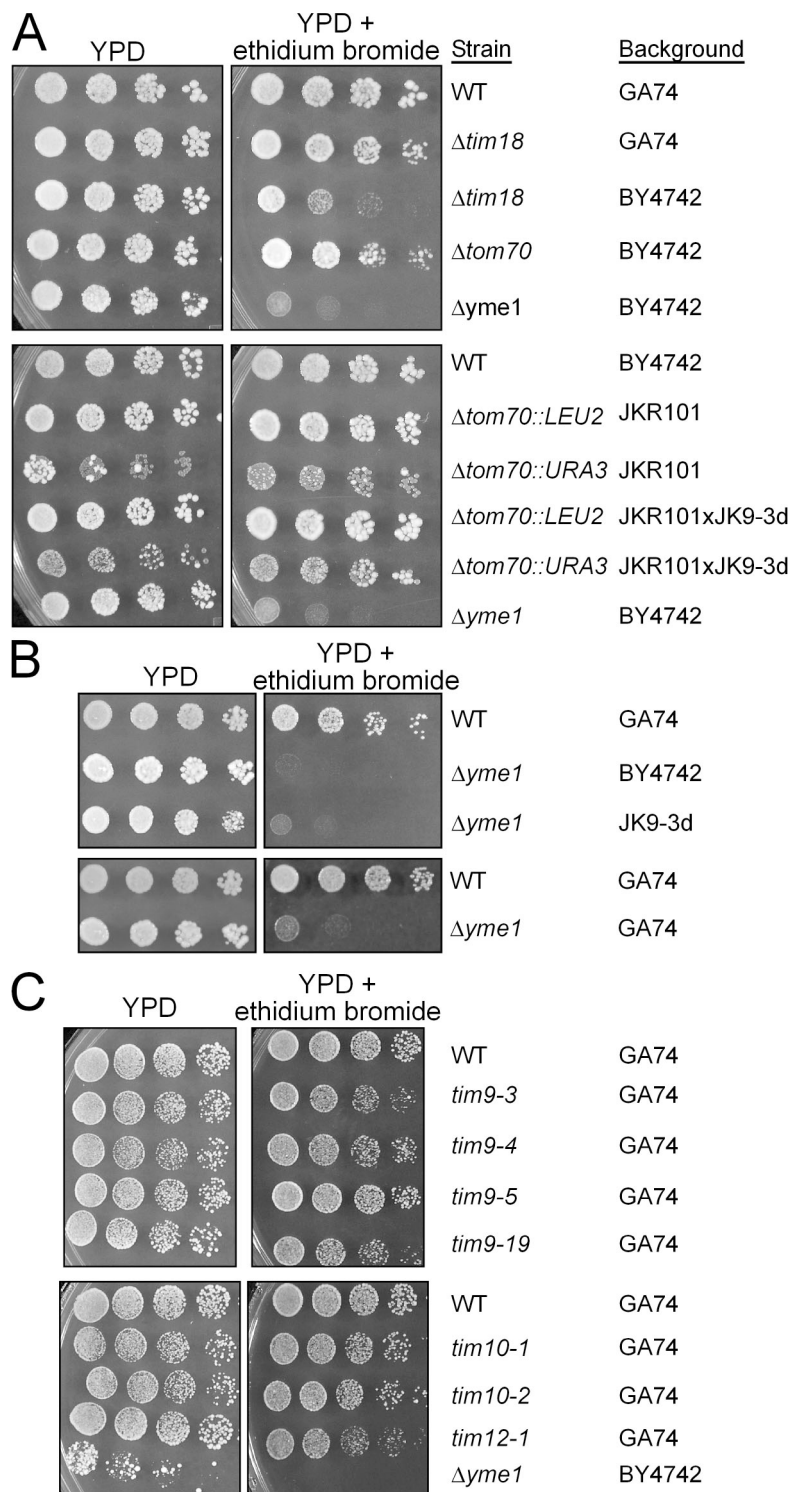 A
YPD
YPD +
ethidium bromide
Strain
Background
WT GA74
Δtim18 GA74
Δtim18 BY4742
Δtom70 BY4742
Δyme1 BY4742
WT BY4742
Δtom70::LEU2 JKR101
Δtom70::URA3 JKR101
Δtom70::LEU2 JKR101xJK9-3d
Δtom70::URA3 JKR101xJK9-3d
Δyme1 BY4742
B
YPD
YPD +
ethidium bromide
WT GA74
Δyme1 BY4742
Δyme1 JK9-3d
WT GA74
Δyme1 GA74
C
YPD
YPD +
ethidium bromide
WT GA74
tim9-3 GA74
tim9-4 GA74
tim9-5 GA74
tim9-19 GA74
WT GA74
tim10-1 GA74
tim10-2 GA74
tim12-1 GA74
Δyme1 BY4742